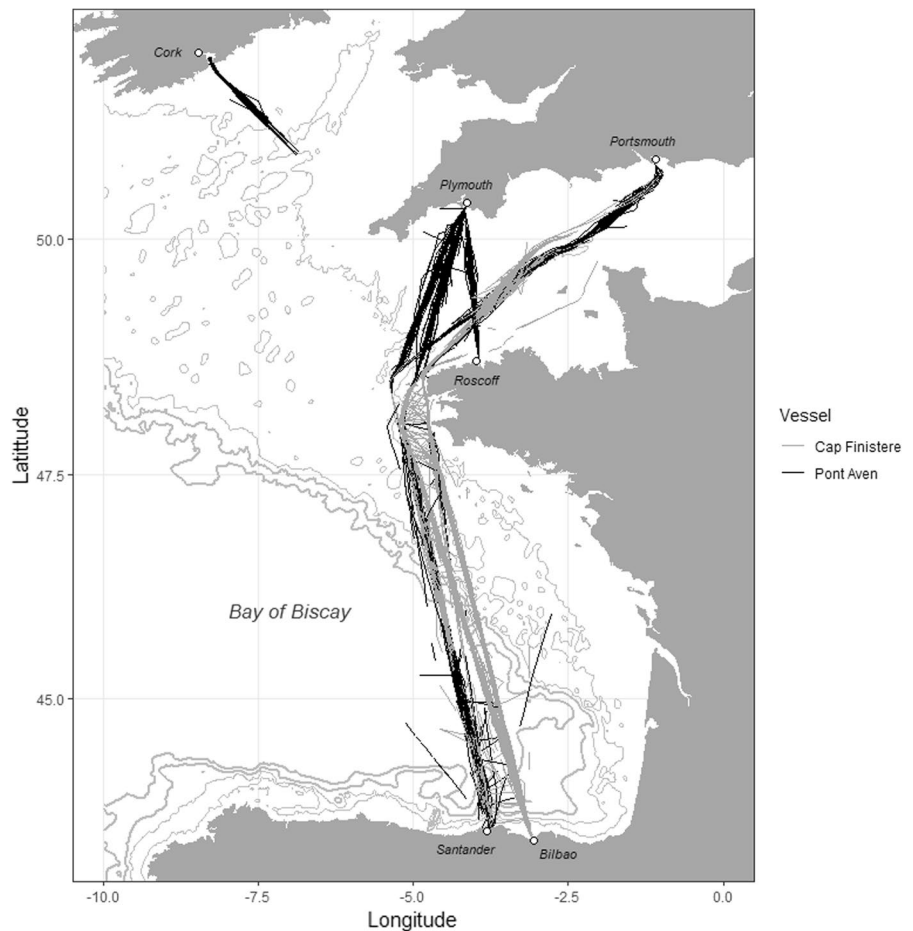 Cork
Portsmouth
Plymouth
50.0
Roscoff
Latittude
Vessel
Cap Finistere
47.5
Pont Aven
Bay of Biscay
45.0
Santander
Bilbao
-10.0
-7.5
-5.0
-2.5
0.0
Longitude